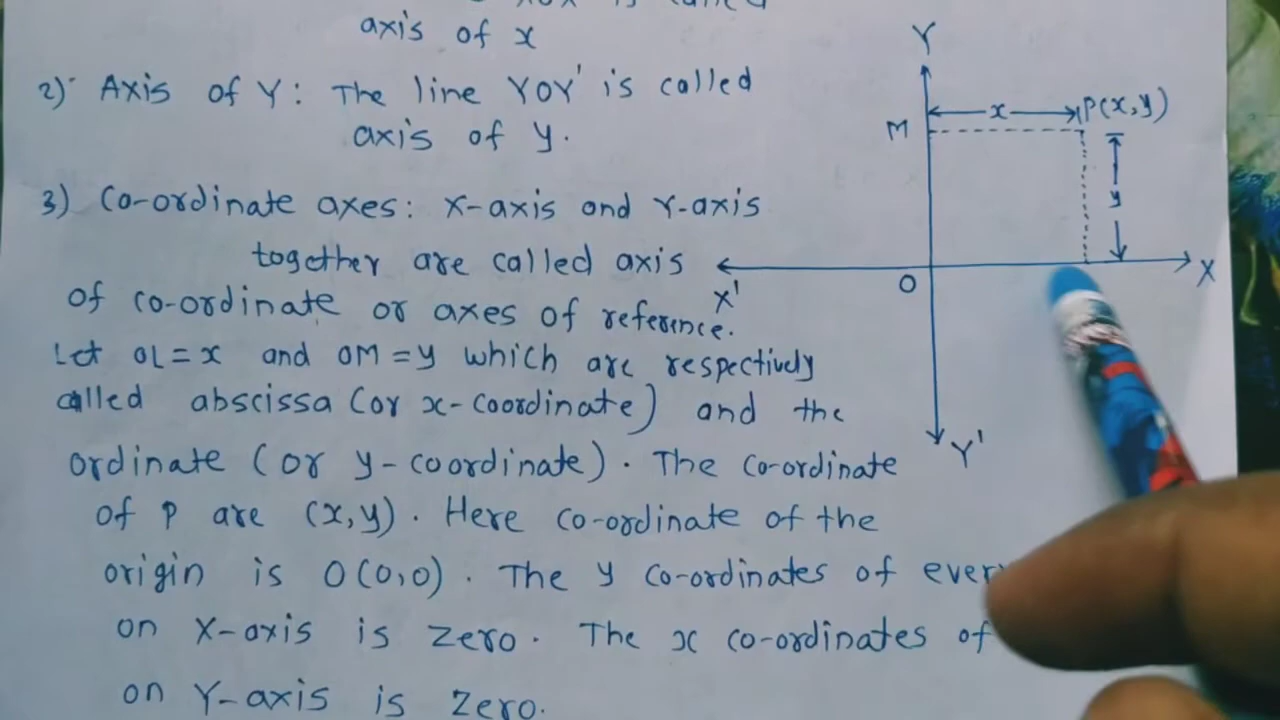 is called
axis of x
2) Axis of Y: The line YOY' is called
axis of y.
3) Co-ordinate axes: X-axis and Y-axis
together are called axis
of co-ordinate or axes of reference.
Let OL = x and OM = y which are respectively
called abscissa (or x-coordinate) and the
ordinate (or y-coordinate). The co-ordinate
of P are (x,y). Here co-ordinate of the
origin is O(0,0). The y co-ordinates of
on X-axis is zero. The x co-ordinates of
on Y-axis is zero.
Y
x P(x,y)
M
y
X' O X
Y'